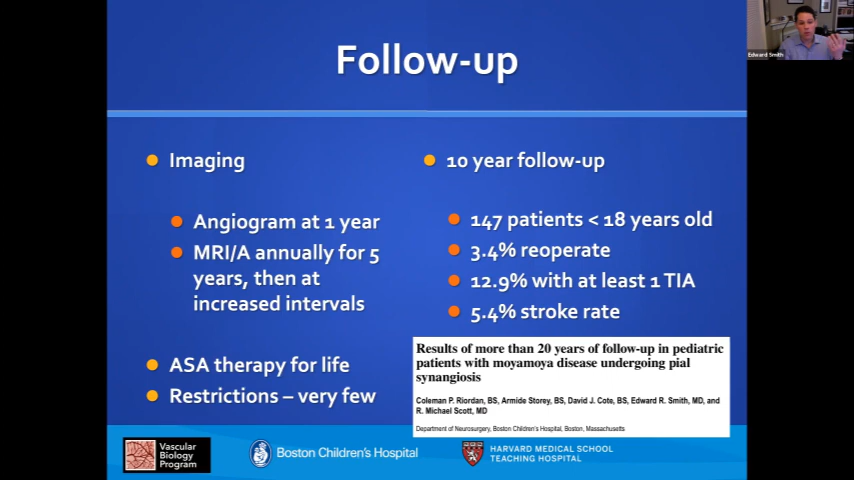 Follow-up
Imaging
Angiogram at 1 year
MRI/A annually for 5
years, then at
increased intervals
ASA therapy for life
Restrictions – very few
10 year follow-up
147 patients < 18 years old
3.4% reoperate
12.9% with at least 1 TIA
5.4% stroke rate
Results of more than 20 years of follow-up in pediatric
patients with moyamoya disease undergoing pial
synangiosis
Coleman P. Riordan, BS, Armide Storey, BS, David J. Cote, BS, Edward R. Smith, MD, and
R. Michael Scott, MD
Department of Neurosurgery, Boston Children's Hospital, Boston, Massachusetts
Vascular
Biology
Program
Boston Children's Hospital
HARVARD MEDICAL SCHOOL
TEACHING HOSPITAL
Edward Smith